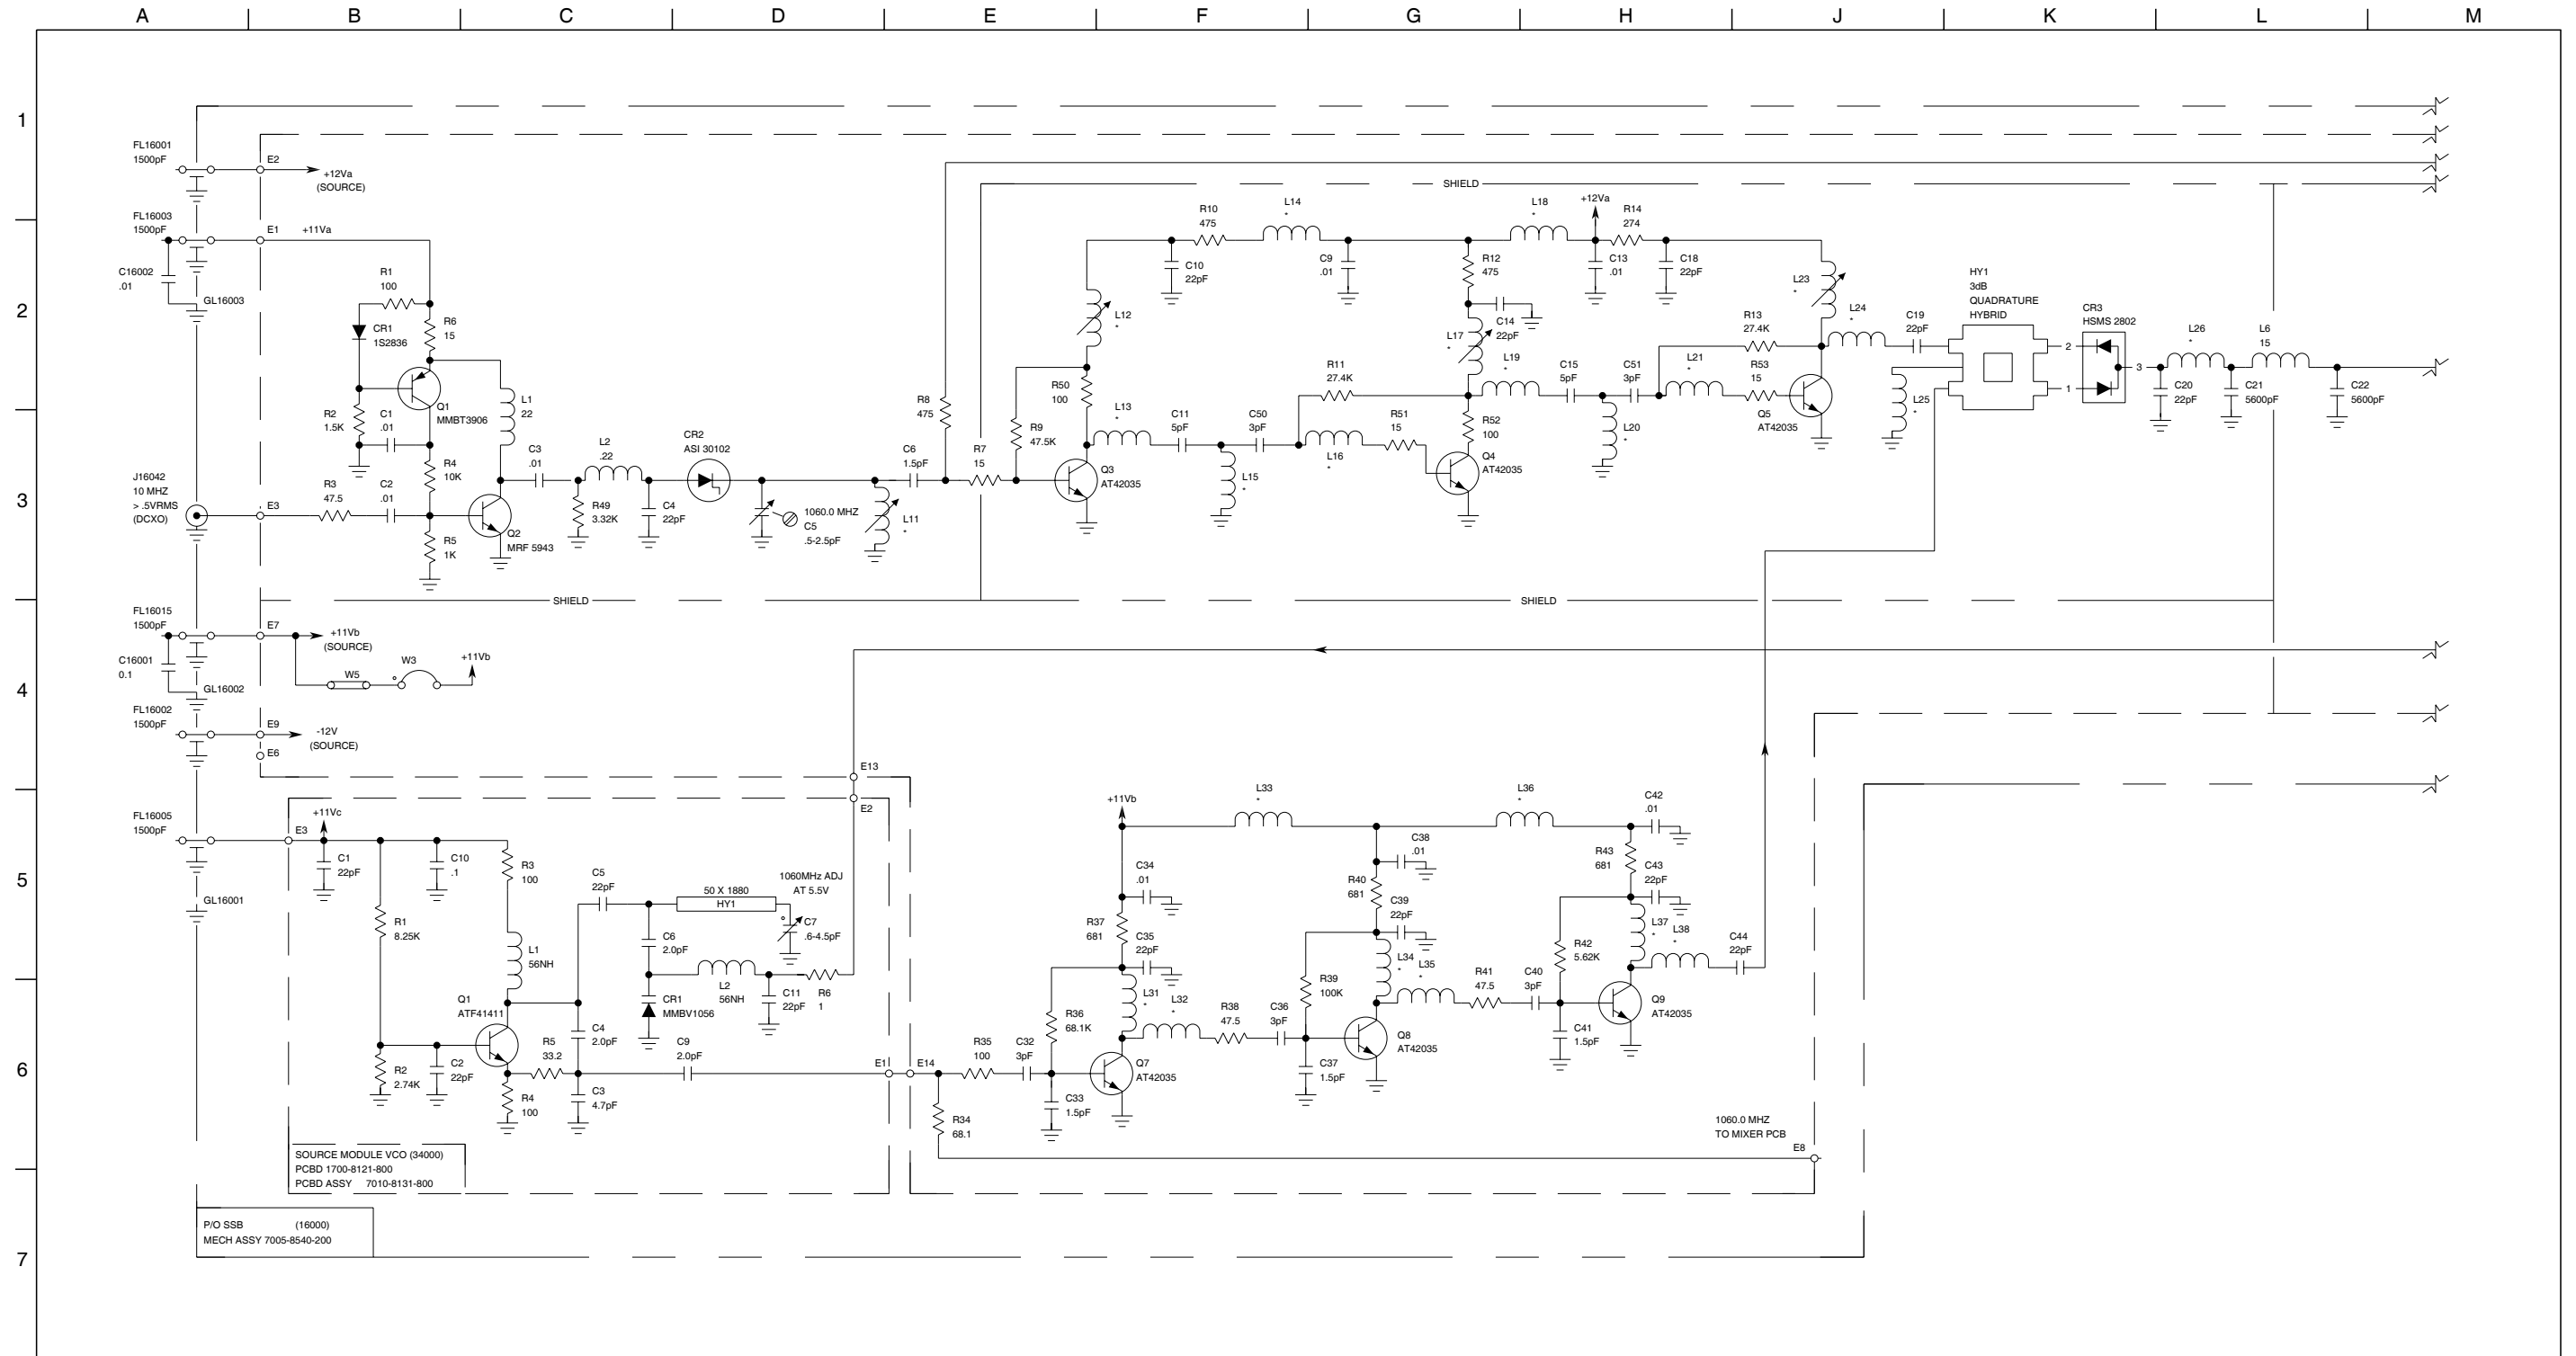 A B C D E F G H J K L M
1
2
3
4
5
6
7
FL16001
1500pF
E2
+12Va
(SOURCE)
FL16003
1500pF
E1
+11Va
C16002
.01
GL16003
R1
100
CR1
1S2836
R6
15
Q1
MMBT3906
R2
1.5K
C1
.01
L1
22
R4
10K
J16042
10 MHZ
> .5VRMS
(DCXO)
E3
R3
47.5
C2
.01
R5
1K
Q2
MRF 5943
C3
.01
L2
.22
R49
3.32K
C4
22pF
CR2
ASI 30102
1060.0 MHZ
C5
.5-2.5pF
L11
*
C6
1.5pF
R8
475
R7
15
R9
47.5K
R50
100
L12
*
Q3
AT42035
SHIELD
R10
475
C10
22pF
L14
*
C9
.01
L13
*
C11
5pF
C50
3pF
L15
*
R11
27.4K
L16
*
R51
15
R12
475
C14
22pF
L17
*
R52
100
Q4
AT42035
L18
*
+12Va
C13
.01
R14
274
C18
22pF
L19
*
C15
5pF
C51
3pF
L20
*
L21
*
R13
27.4K
R53
15
Q5
AT42035
L23
*
L24
*
C19
22pF
L25
*
HY1
3dB
QUADRATURE
HYBRID
2
1
CR3
HSMS 2802
3
L26
*
L6
15
C20
22pF
C21
5600pF
C22
5600pF
SHIELD
SHIELD
FL16015
1500pF
E7
+11Vb
(SOURCE)
C16001
0.1
GL16002
W5
W3
+11Vb
FL16002
1500pF
E9
-12V
(SOURCE)
E6
E13
E2
FL16005
1500pF
E3
+11Vc
GL16001
C1
22pF
C10
.1
R3
100
R1
8.25K
L1
56NH
C5
22pF
50 X 1880
HY1
1060MHz ADJ
AT 5.5V
C7
.6-4.5pF
C6
2.0pF
L2
56NH
C11
22pF
R6
1
CR1
MMBV1056
Q1
ATF41411
C4
2.0pF
R2
2.74K
C2
22pF
R5
33.2
R4
100
C3
4.7pF
C9
2.0pF
E1
E14
R34
68.1
R35
100
C32
3pF
C33
1.5pF
R36
68.1K
+11Vb
C34
.01
R37
681
C35
22pF
L31
*
L32
*
Q7
AT42035
R38
47.5
C36
3pF
C37
1.5pF
L33
*
C38
.01
R40
681
C39
22pF
R39
100K
L34
*
L35
*
Q8
AT42035
R41
47.5
C40
3pF
C41
1.5pF
L36
*
C42
.01
R43
681
C43
22pF
R42
5.62K
L37
*
L38
*
C44
22pF
Q9
AT42035
1060.0 MHZ
TO MIXER PCB
E8
SOURCE MODULE VCO (34000)
PCBD 1700-8121-800
PCBD ASSY 7010-8131-800
P/O SSB (16000)
MECH ASSY 7005-8540-200